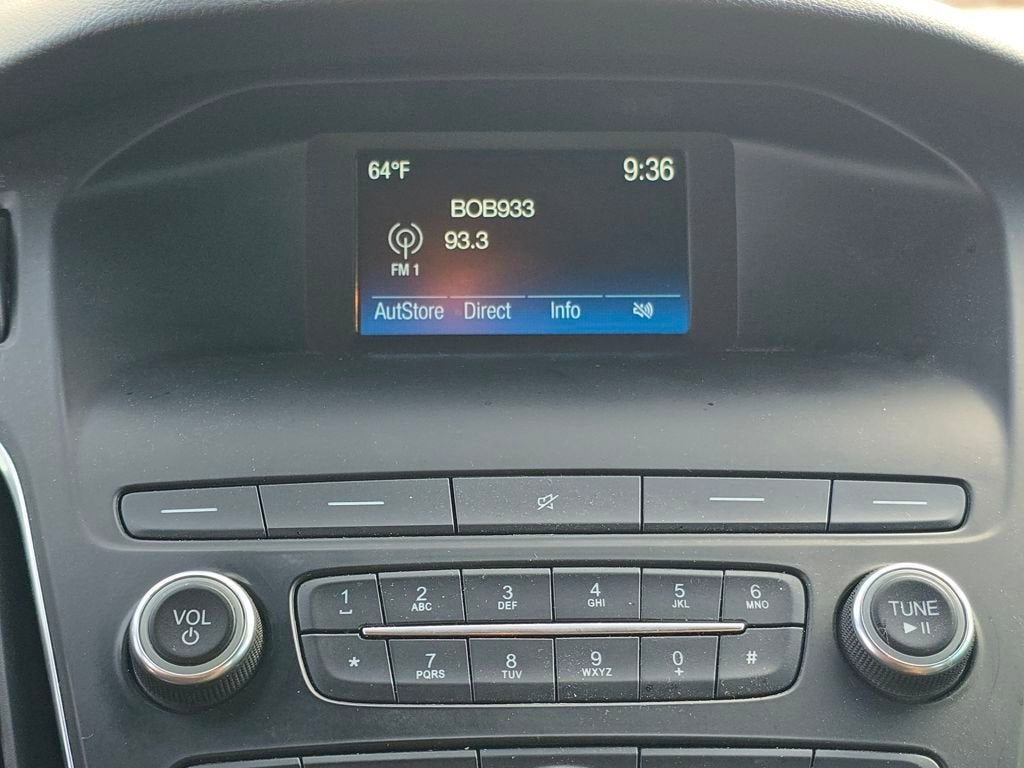 64°F 9:36
BOB933
93.3
FM 1
AutStore Direct Info
1 2 ABC 3 DEF 4 GHI 5 JKL 6 MNO
VOL
TUNE
* 7 PQRS 8 TUV 9 WXYZ 0 + #